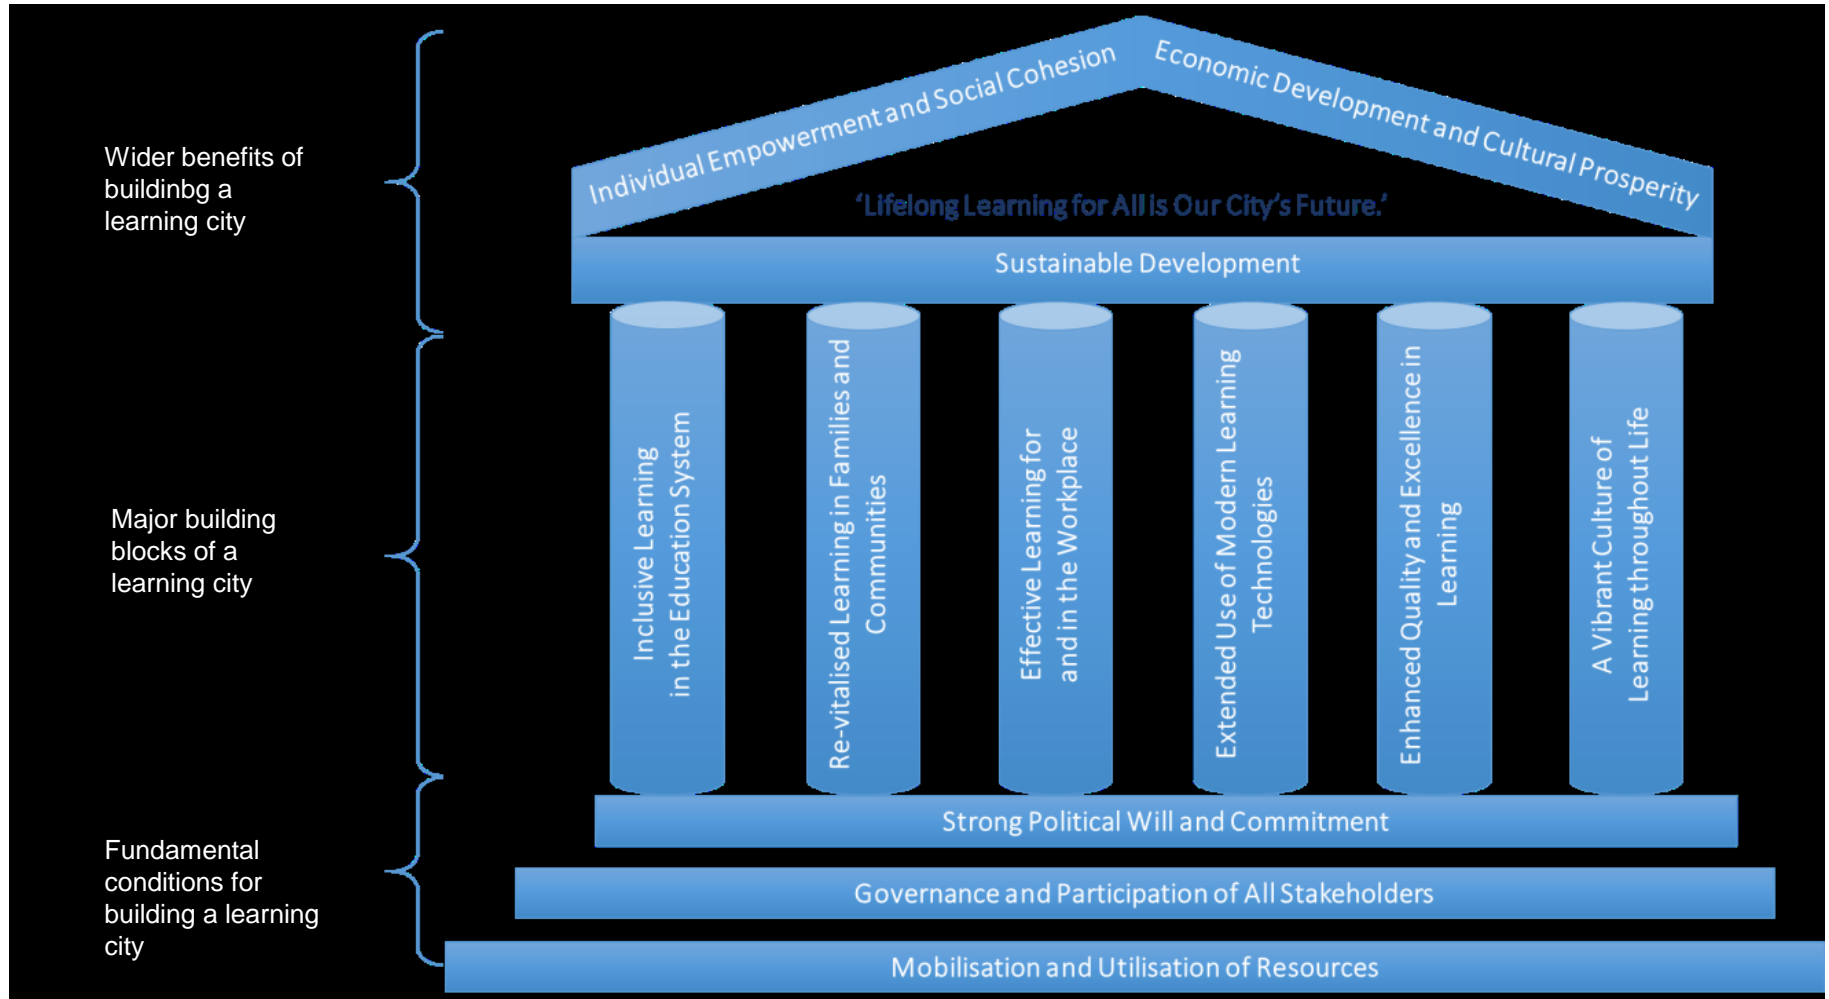 Wider benefits of
buildinbg a
learning city
Individual Empowerment and Social Cohesion
Economic Development and Cultural Prosperity
‘Lifelong Learning for All is Our City’s Future.’
Sustainable Development
Major building
blocks of a
learning city
Inclusive Learning
in the Education System
Re-vitalised Learning in Families and
Communities
Effective Learning for
and in the Workplace
Extended Use of Modern Learning
Technologies
Enhanced Quality and Excellence in
Learning
A Vibrant Culture of
Learning throughout Life
Fundamental
conditions for
building a learning
city
Strong Political Will and Commitment
Governance and Participation of All Stakeholders
Mobilisation and Utilisation of Resources